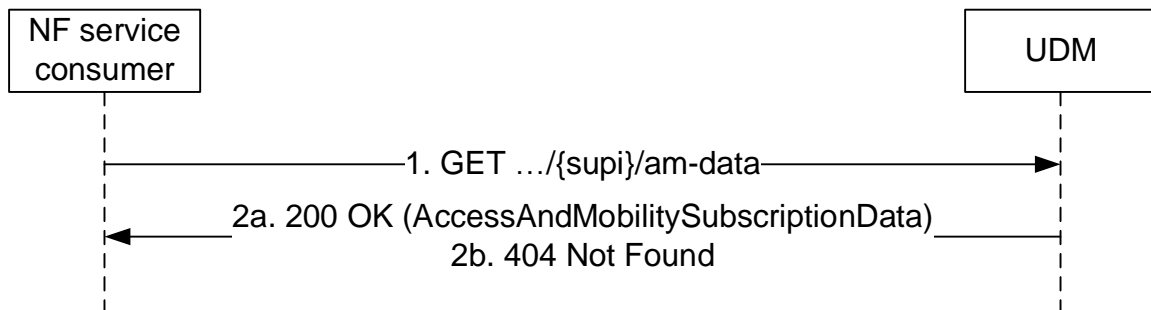 NF service
consumer
UDM
1. GET …/{supi}/am-data
2a. 200 OK (AccessAndMobilitySubscriptionData)
2b. 404 Not Found